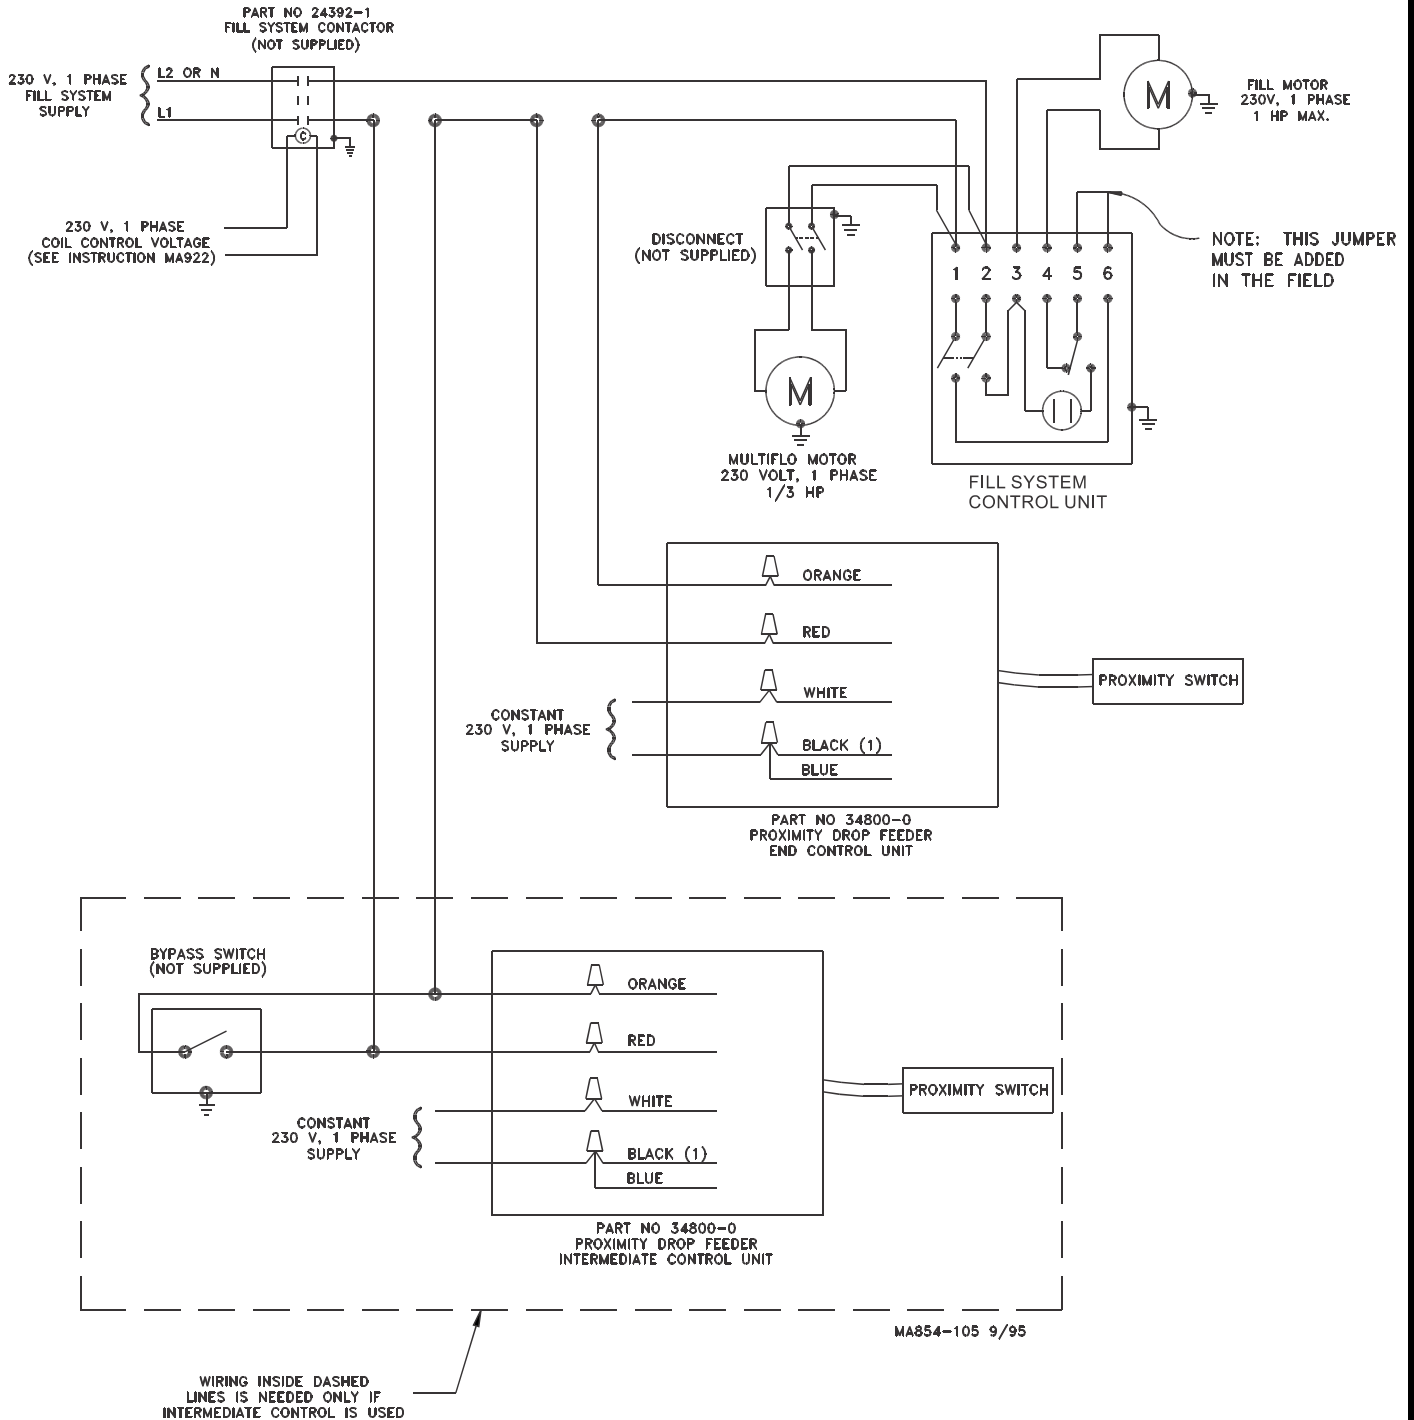 PART NO 24392-1
FILL SYSTEM CONTACTOR
(NOT SUPPLIED)
230 V, 1 PHASE
FILL SYSTEM
SUPPLY
L2 OR N
L1
C
230 V, 1 PHASE
COIL CONTROL VOLTAGE
(SEE INSTRUCTION MA922)
M
FILL MOTOR
230V, 1 PHASE
1 HP MAX.
DISCONNECT
(NOT SUPPLIED)
NOTE: THIS JUMPER
MUST BE ADDED
IN THE FIELD
1 2 3 4 5 6
M
MULTIFLO MOTOR
230 VOLT, 1 PHASE
1/3 HP
FILL SYSTEM
CONTROL UNIT
ORANGE
RED
WHITE
BLACK (1)
BLUE
CONSTANT
230 V, 1 PHASE
SUPPLY
PROXIMITY SWITCH
PART NO 34800-0
PROXIMITY DROP FEEDER
END CONTROL UNIT
BYPASS SWITCH
(NOT SUPPLIED)
ORANGE
RED
WHITE
BLACK (1)
BLUE
CONSTANT
230 V, 1 PHASE
SUPPLY
PROXIMITY SWITCH
PART NO 34800-0
PROXIMITY DROP FEEDER
INTERMEDIATE CONTROL UNIT
MA854-105 9/95
WIRING INSIDE DASHED
LINES IS NEEDED ONLY IF
INTERMEDIATE CONTROL IS USED